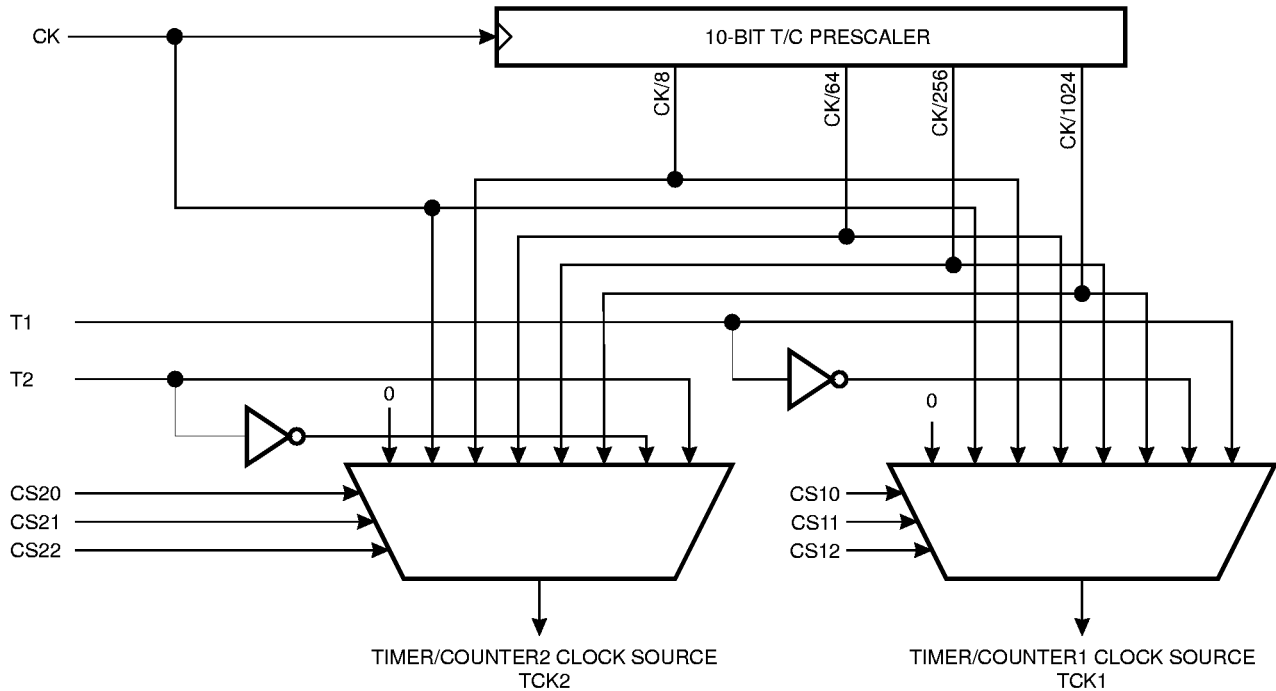 CK
10-BIT T/C PRESCALER
CK/8
CK/64
CK/256
CK/1024
T1
T2
0
0
CS20
CS21
CS22
CS10
CS11
CS12
TIMER/COUNTER2 CLOCK SOURCE
TCK2
TIMER/COUNTER1 CLOCK SOURCE
TCK1